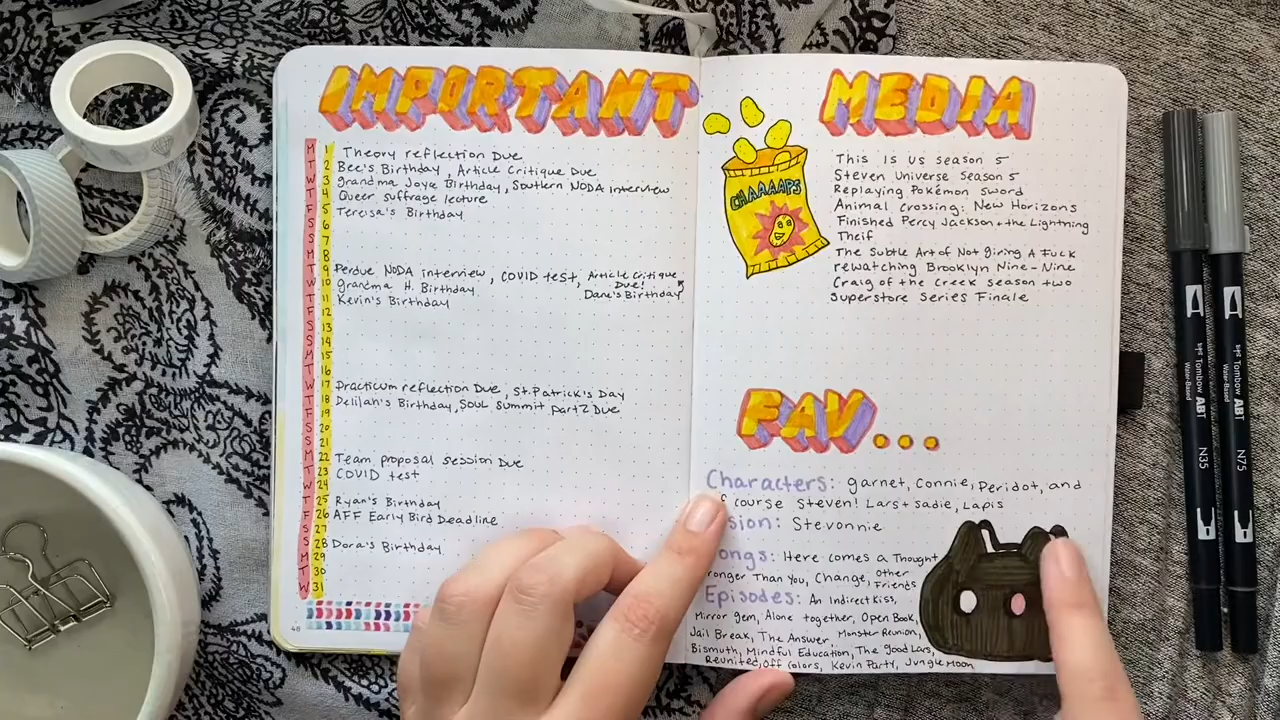 IMPORTANT
M 1 Theory reflection Due
T 2 Bee's Birthday, Article Critique Due
W 3 grandma Joye Birthday, Southern NODA interview
T 4 Queer suffrage lecture
F 5 Teresa's Birthday
S 6
S 7
M 8
T 9 Perdue NODA interview, COVID test, Article Critique Due!
W 10 grandma H. Birthday Dane's Birthday
T 11 Kevin's Birthday
F 12
S 13
S 14
M 15
T 16
W 17 Practicum reflection Due, St. Patrick's Day
T 18 Delilah's Birthday, SOUL Summit part 2 Due
F 19
S 20
S 21
M 22 Team proposal session Due
T 23 COVID test
W 24
T 25 Ryan's Birthday
F 26 AFF Early Bird Deadline
S 27
S 28 Dora's Birthday
M 29
T 30
W 31
48
MEDIA
CHAAAAPS
This is us season 5
Steven Universe Season 5
Replaying Pokémon Sword
Animal Crossing: New Horizons
Finished Percy Jackson + the Lightning
Theif
The Subtle Art of Not giving A Fuck
rewatching Brooklyn Nine-Nine
Craig of the Creek season two
Superstore Series Finale
FAV...
Characters: garnet, Connie, Peridot, and
f course Steven! Lars + Sadie, Lapis
sion: Stevonnie
ongs: Here comes a Thought
ronger Than You, Change, Other Friends
Episodes: An Indirect Kiss,
Mirror gem, Alone together, Open Book,
Jail Break, The Answer, Monster Reunion,
Bismuth, Mindful Education, The good Lars,
Reunited, Off Colors, Kevin Party, Jungle Moon
Tombow ABT
Water-Based
N35
Tombow ABT
Water-Based
N75